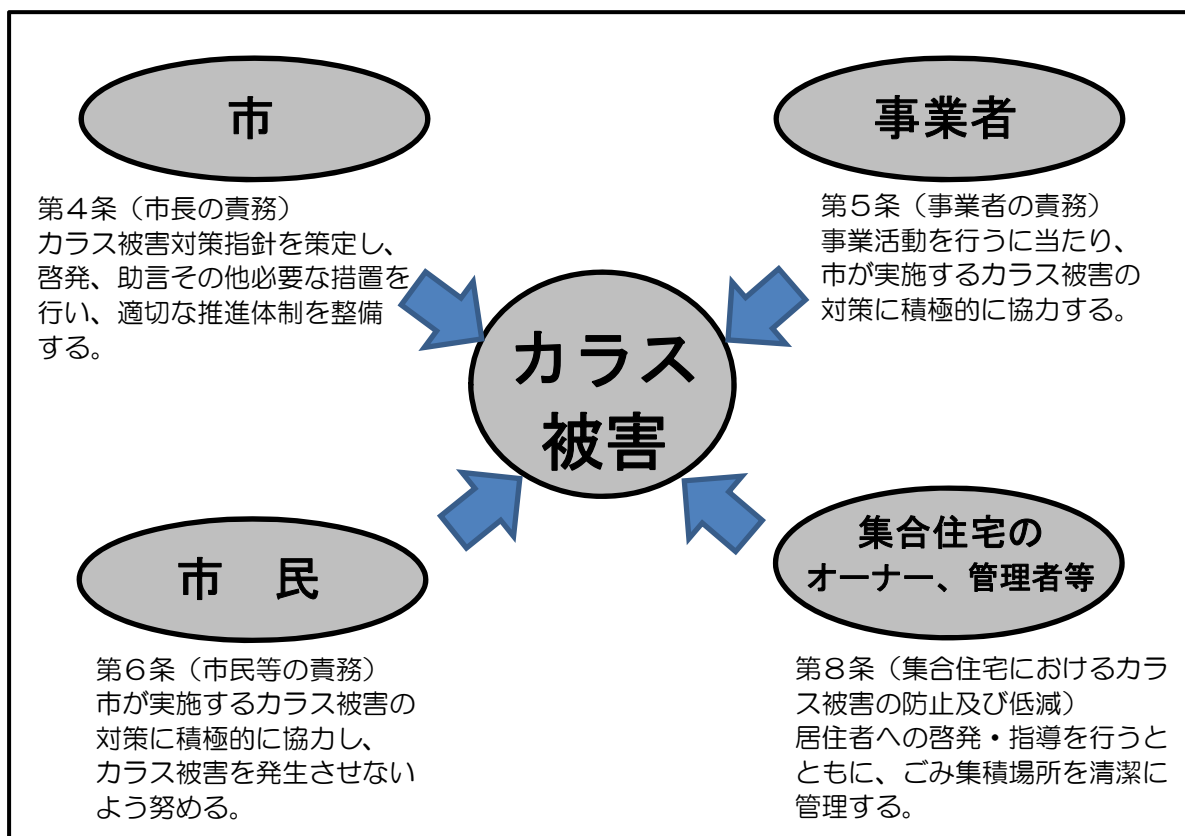 市
第４条（市長の責務）
カラス被害対策指針を策定し、
啓発、助言その他必要な措置を
行い、適切な推進体制を整備
する。
事業者
第５条（事業者の責務）
事業活動を行うに当たり、
市が実施するカラス被害の
対策に積極的に協力する。
カラス
被害
市　民
第６条（市民等の責務）
市が実施するカラス被害の
対策に積極的に協力し、
カラス被害を発生させない
よう努める。
集合住宅の
オーナー、管理者等
第８条（集合住宅におけるカラ
ス被害の防止及び低減）
居住者への啓発・指導を行うと
ともに、ごみ集積場所を清潔に
管理する。